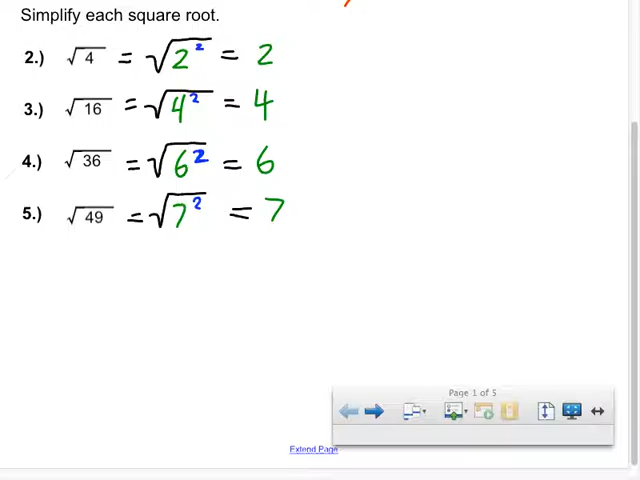 Simplify each square root.
2.) √4 = √2² = 2
3.) √16 = √4² = 4
4.) √36 = √6² = 6
5.) √49 = √7² = 7
Page 1 of 5
Extend Page